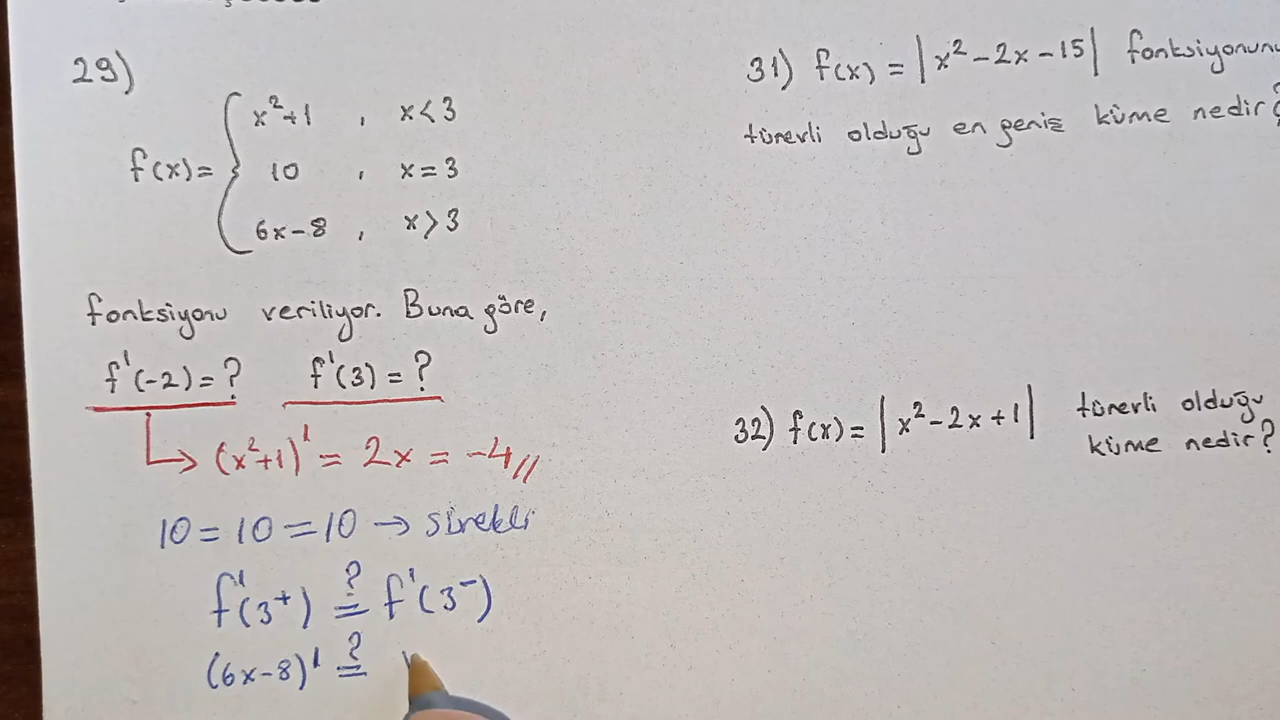 29)
f(x) = { x²+1 , x<3
10 , x=3
6x-8 , x>3
fonksiyonu veriliyor. Buna göre,
f'(-2) = ? f'(3) = ?
↳ (x²+1)' = 2x = -4//
10 = 10 = 10 → sürekli
f'(3⁺) ≟ f'(3⁻)
(6x-8)' ≟
31) f(x) = |x²-2x-15| fonksiyonunu
türevli olduğu en geniş küme nedir?
32) f(x) = |x²-2x+1| türevli olduğu
küme nedir?